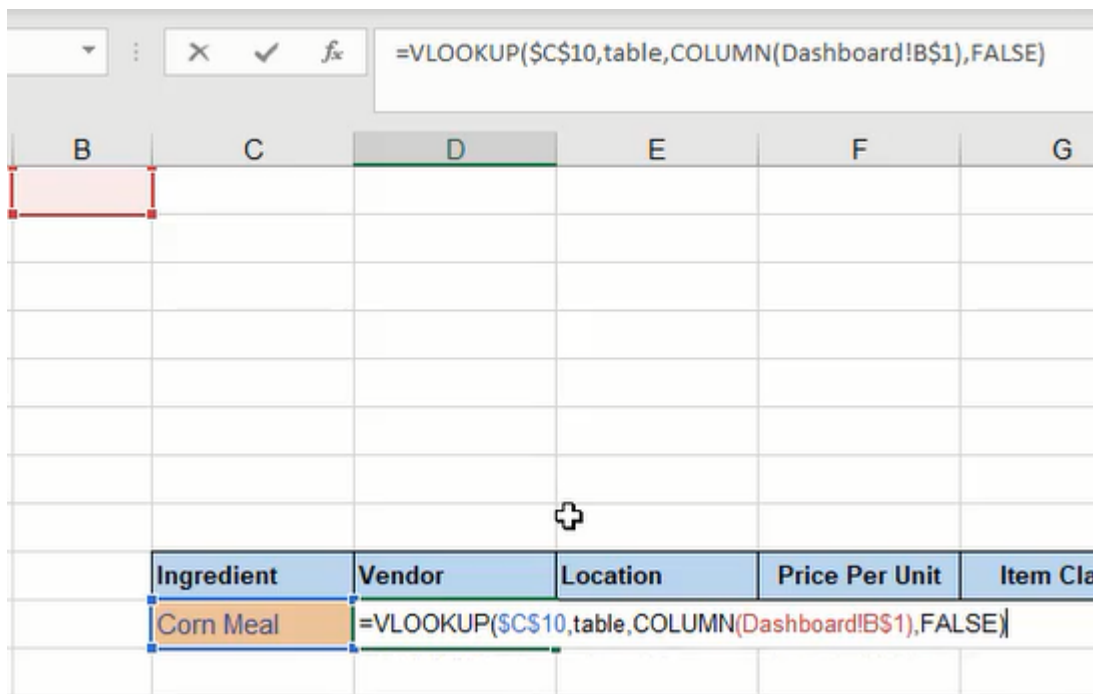 fx =VLOOKUP($C$10,table,COLUMN(Dashboard!B$1),FALSE)
B C D E F G
Ingredient Vendor Location Price Per Unit Item Cla
Corn Meal =VLOOKUP($C$10,table,COLUMN(Dashboard!B$1),FALSE)